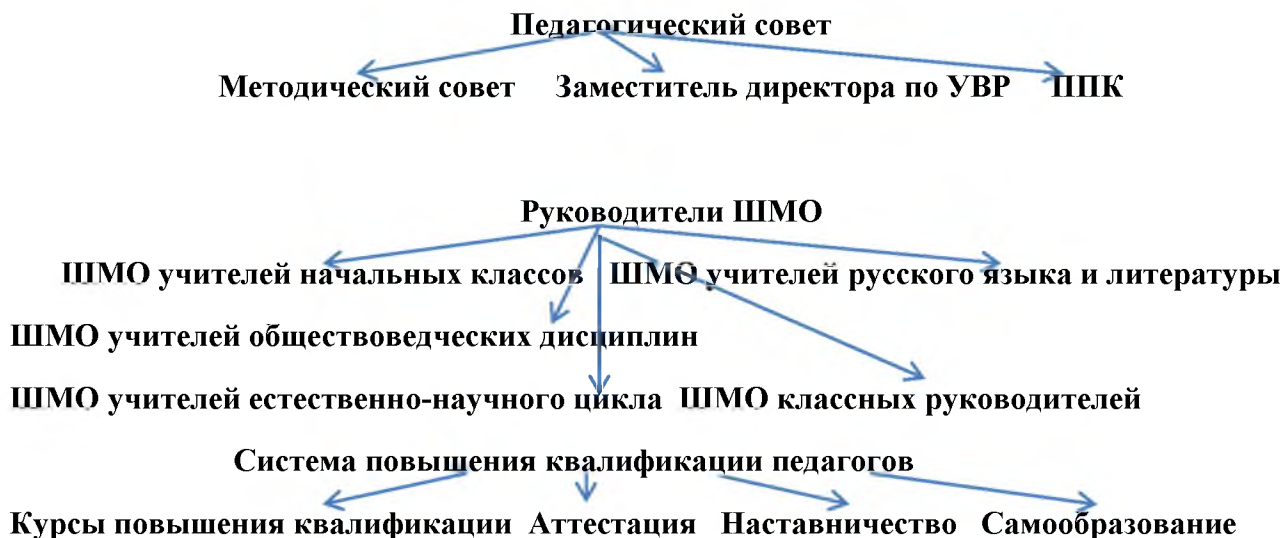 Педагогический совет
Методический совет Заместитель директора по УВР ППК
Руководители ШМО
ШМО учителей начальных классов ШМО учителей русского языка и литературы
ШМО учителей обществоведческих дисциплин
ШМО учителей естественно-научного цикла ШМО классных руководителей
Система повышения квалификации педагогов
Курсы повышения квалификации Аттестация Наставничество Самообразование